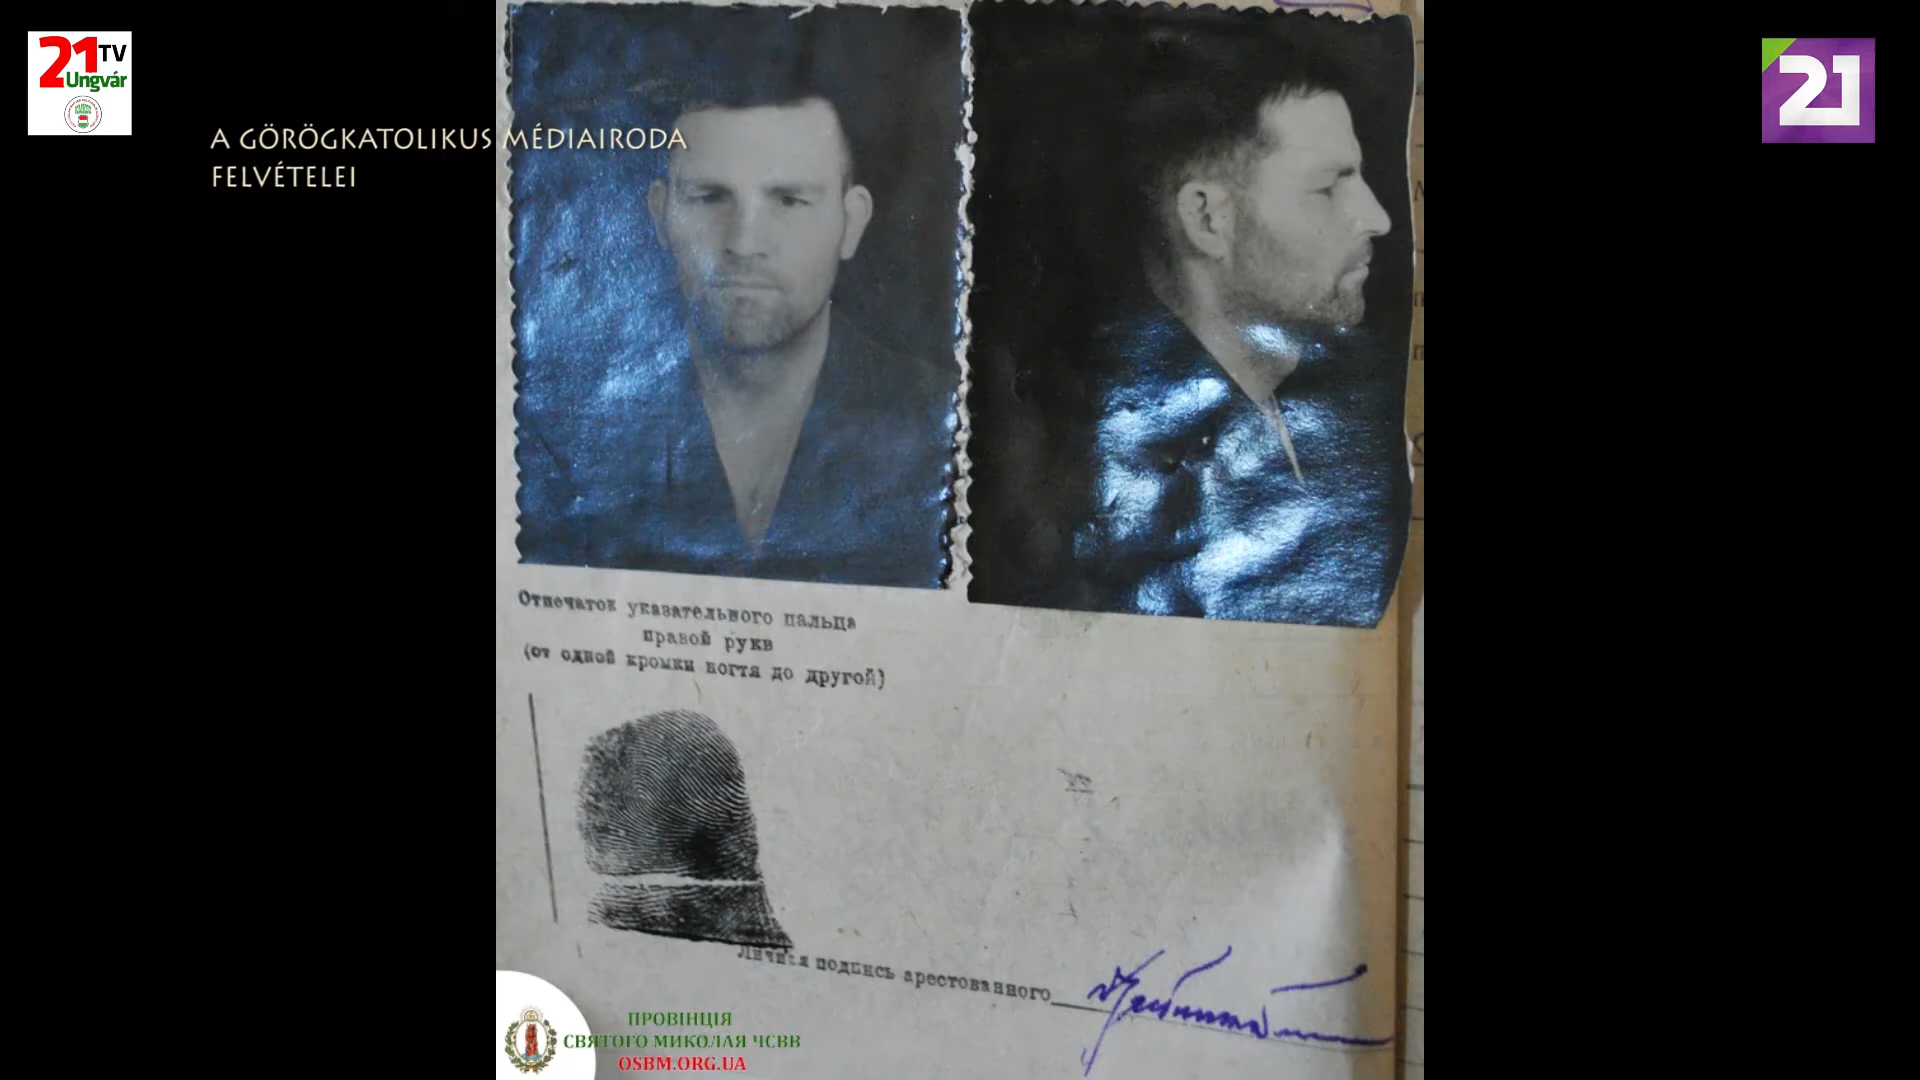 21 TV
Ungvár
21
A GÖRÖGKATOLIKUS MÉDIAIRODA
FELVÉTELEI
Отпечаток указательного пальца
правой рукв
(от одной кромки ногтя до другой)
Личная подпись арестованного
ПРОВІНЦІЯ
СВЯТОГО МИКОЛАЯ ЧСВВ
OSBM.ORG.UA